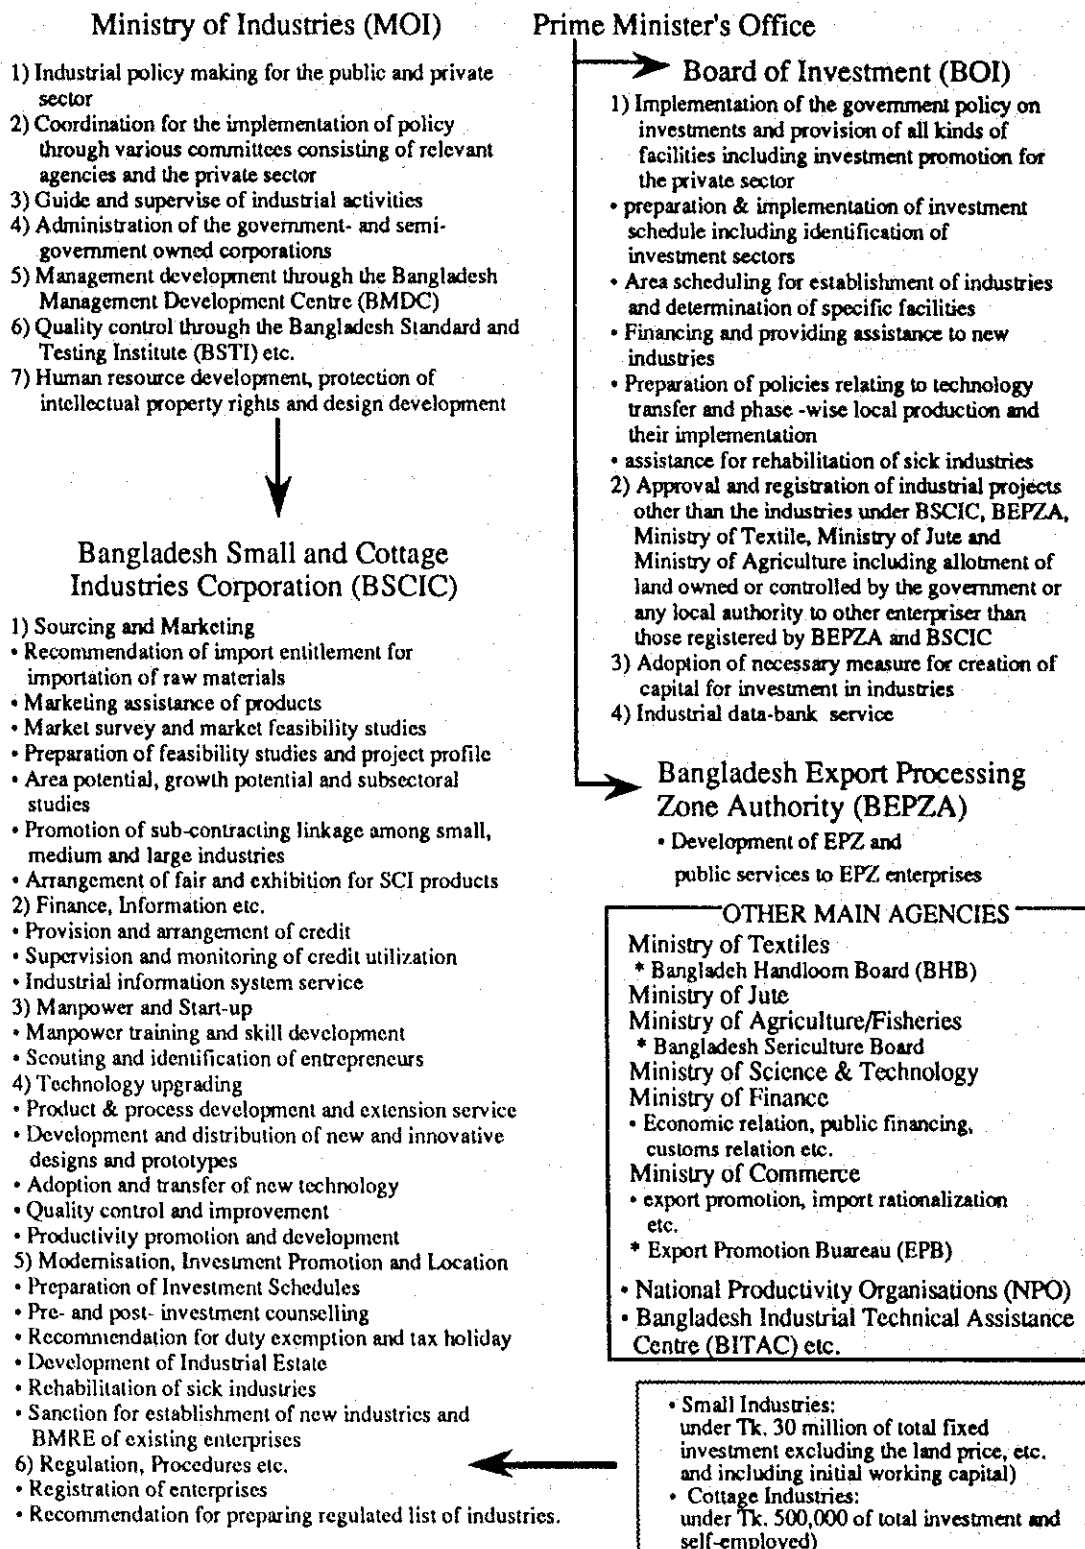 Ministry of Industries (MOI)
1) Industrial policy making for the public and private
sector
2) Coordination for the implementation of policy
through various committees consisting of relevant
agencies and the private sector
3) Guide and supervise of industrial activities
4) Administration of the government- and semi-
government owned corporations
5) Management development through the Bangladesh
Management Development Centre (BMDC)
6) Quality control through the Bangladesh Standard and
Testing Institute (BSTI) etc.
7) Human resource development, protection of
intellectual property rights and design development
Bangladesh Small and Cottage
Industries Corporation (BSCIC)
1) Sourcing and Marketing
• Recommendation of import entitlement for
importation of raw materials
• Marketing assistance of products
• Market survey and market feasibility studies
• Preparation of feasibility studies and project profile
• Area potential, growth potential and subsectoral
studies
• Promotion of sub-contracting linkage among small,
medium and large industries
• Arrangement of fair and exhibition for SCI products
2) Finance, Information etc.
• Provision and arrangement of credit
• Supervision and monitoring of credit utilization
• Industrial information system service
3) Manpower and Start-up
• Manpower training and skill development
• Scouting and identification of entrepreneurs
4) Technology upgrading
• Product & process development and extension service
• Development and distribution of new and innovative
designs and prototypes
• Adoption and transfer of new technology
• Quality control and improvement
• Productivity promotion and development
5) Modernisation, Investment Promotion and Location
• Preparation of Investment Schedules
• Pre- and post- investment counselling
• Recommendation for duty exemption and tax holiday
• Development of Industrial Estate
• Rehabilitation of sick industries
• Sanction for establishment of new industries and
BMRE of existing enterprises
6) Regulation, Procedures etc.
• Registration of enterprises
• Recommendation for preparing regulated list of industries.
Prime Minister's Office
Board of Investment (BOI)
1) Implementation of the government policy on
investments and provision of all kinds of
facilities including investment promotion for
the private sector
• preparation & implementation of investment
schedule including identification of
investment sectors
• Area scheduling for establishment of industries
and determination of specific facilities
• Financing and providing assistance to new
industries
• Preparation of policies relating to technology
transfer and phase -wise local production and
their implementation
• assistance for rehabilitation of sick industries
2) Approval and registration of industrial projects
other than the industries under BSCIC, BEPZA,
Ministry of Textile, Ministry of Jute and
Ministry of Agriculture including allotment of
land owned or controlled by the government or
any local authority to other enterpriser than
those registered by BEPZA and BSCIC
3) Adoption of necessary measure for creation of
capital for investment in industries
4) Industrial data-bank service
Bangladesh Export Processing
Zone Authority (BEPZA)
• Development of EPZ and
public services to EPZ enterprises
OTHER MAIN AGENCIES
Ministry of Textiles
* Bangladeh Handloom Board (BHB)
Ministry of Jute
Ministry of Agriculture/Fisheries
* Bangladesh Sericulture Board
Ministry of Science & Technology
Ministry of Finance
• Economic relation, public financing,
customs relation etc.
Ministry of Commerce
• export promotion, import rationalization
etc.
* Export Promotion Buareau (EPB)
• National Productivity Organisations (NPO)
• Bangladesh Industrial Technical Assistance
Centre (BITAC) etc.
• Small Industries:
under Tk. 30 million of total fixed
investment excluding the land price, etc.
and including initial working capital)
• Cottage Industries:
under Tk. 500,000 of total investment and
self-employed)